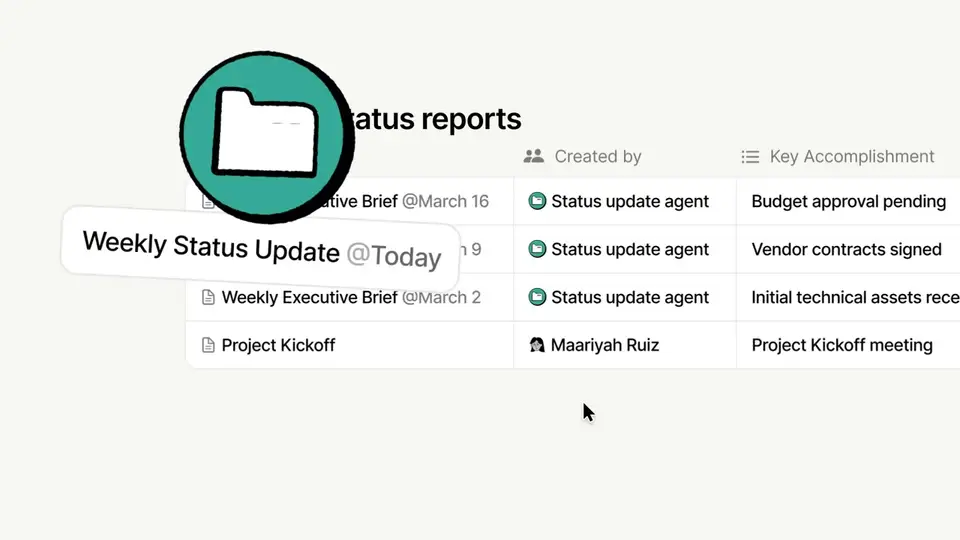 tatus reports
Created by
Key Accomplishment
utive Brief @March 16
Status update agent
Budget approval pending
Weekly Status Update @Today
9
Status update agent
Vendor contracts signed
Weekly Executive Brief @March 2
Status update agent
Initial technical assets rece
Project Kickoff
Maariyah Ruiz
Project Kickoff meeting